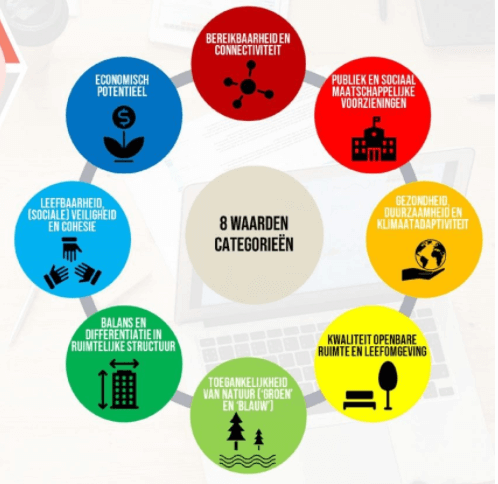 BEREIKBAARHEID EN
CONNECTIVITEIT
PUBLIEK EN SOCIAAL
MAATSCHAPPELIJKE
VOORZIENINGEN
GEZONDHEID,
DUURZAAMHEID EN
KLIMAATADAPTIVITEIT
KWALITEIT OPENBARE
RUIMTE EN LEEFOMGEVING
TOEGANKELIJKHEID
VAN NATUUR ('GROEN'
EN 'BLAUW')
BALANS EN
DIFFERENTIATIE IN
RUIMTELIJKE STRUCTUUR
LEEFBAARHEID,
(SOCIALE) VEILIGHEID
EN COHESIE
ECONOMISCH
POTENTIEEL
$
8 WAARDEN
CATEGORIEËN